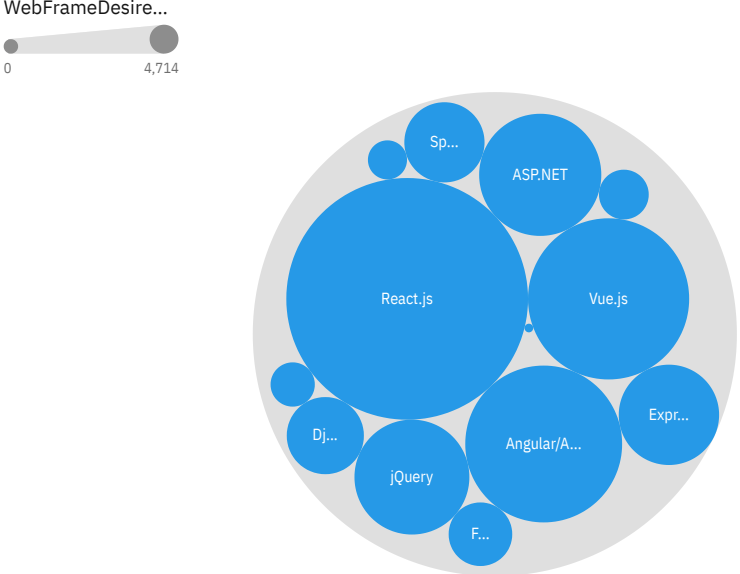 WebFrameDesire...
0 4,714
Sp...
ASP.NET
React.js
Vue.js
Expr...
Dj...
Angular/A...
jQuery
F...